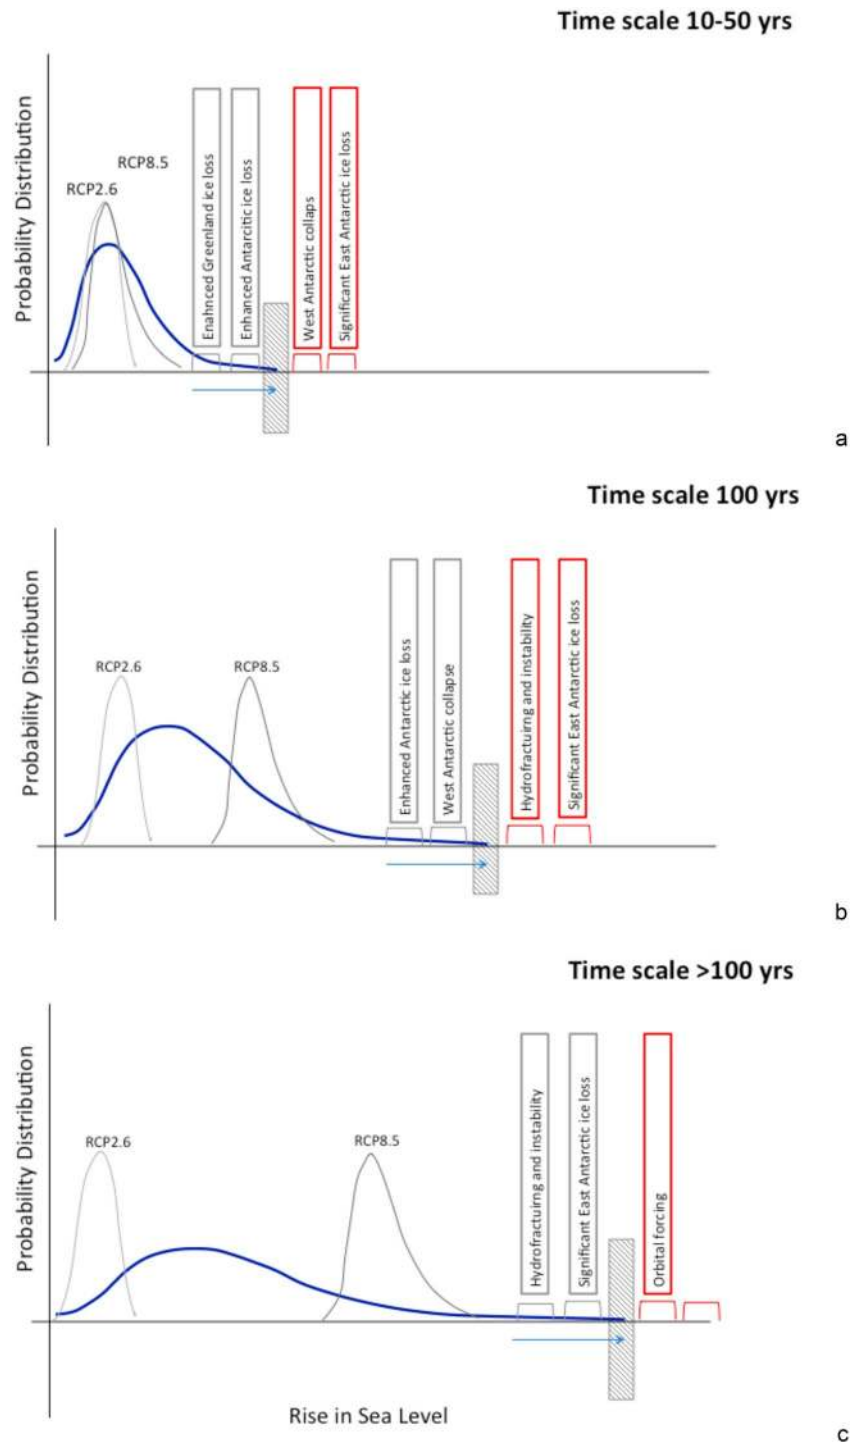 Time scale 10-50 yrs
Probability Distribution
RCP8.5
RCP2.6
Enahnced Greenland ice loss
Enhanced Antarcitic ice loss
West Antarctic collaps
Significant East Antarctic ice loss
a
Time scale 100 yrs
Probability Distribution
RCP2.6
RCP8.5
Enhanced Antarctic ice loss
West Antarctic collapse
Hydrofractuirng and instability
Significant East Antarctic ice loss
b
Time scale >100 yrs
Probability Distribution
RCP2.6
RCP8.5
Hydrofractuirng and instability
Significant East Antarctic ice loss
Orbital forcing
Rise in Sea Level
c